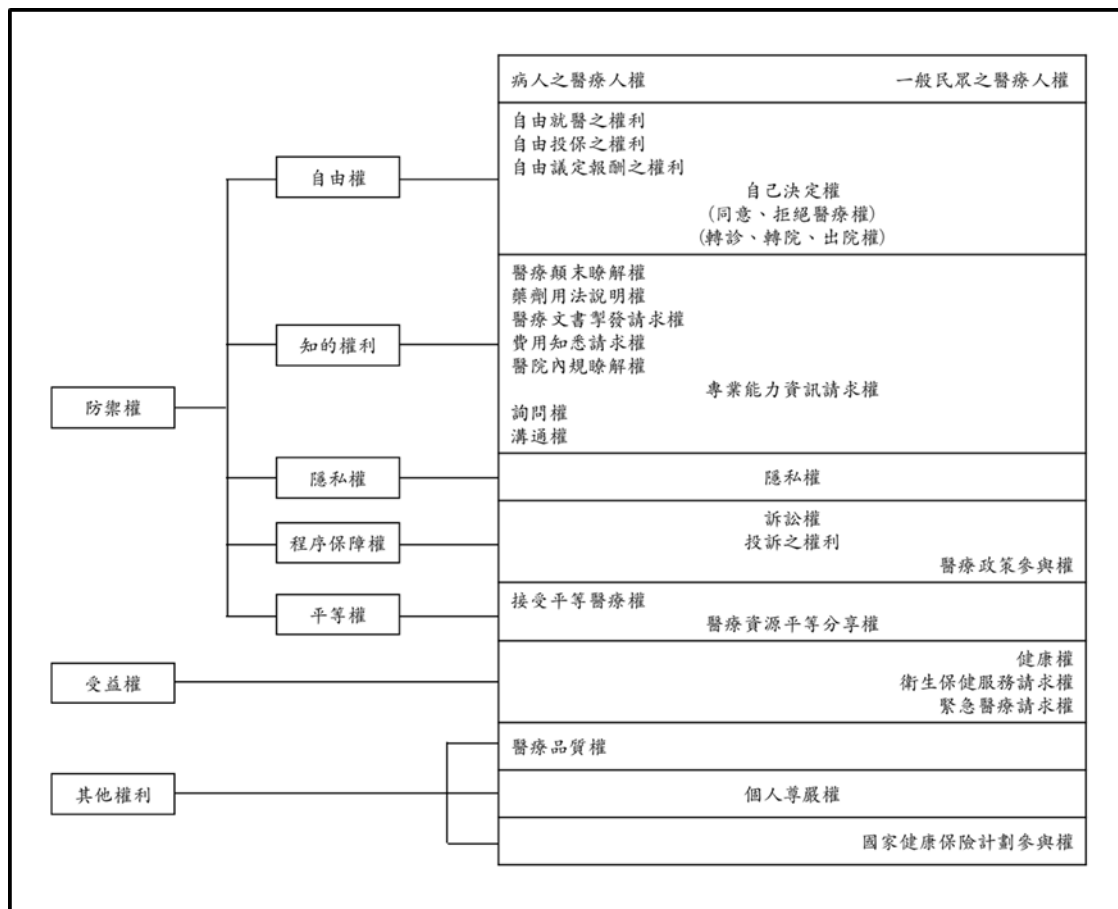 病人之醫療人權 一般民眾之醫療人權
自由就醫之權利
自由投保之權利
自由議定報酬之權利
自由權
自己決定權
(同意、拒絕醫療權)
(轉診、轉院、出院權)
醫療顛末瞭解權
藥劑用法說明權
醫療文書掣發請求權
知的權利
費用知悉請求權
醫院內規瞭解權
專業能力資訊請求權
防禦權
詢問權
溝通權
隱私權
隱私權
訴訟權
程序保障權
投訴之權利
醫療政策參與權
平等權
接受平等醫療權
醫療資源平等分享權
健康權
受益權
衛生保健服務請求權
緊急醫療請求權
醫療品質權
其他權利
個人尊嚴權
國家健康保險計劃參與權